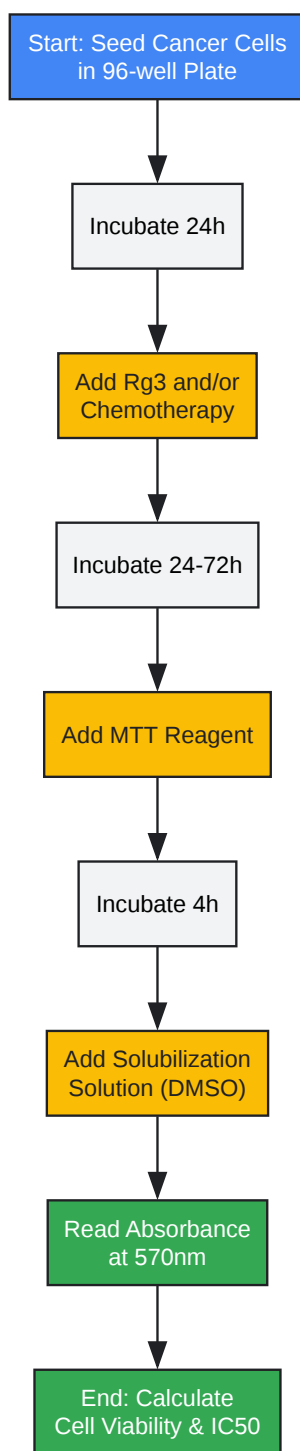 Start: Seed Cancer Cells
in 96-well Plate
Incubate 24h
Add Rg3 and/or
Chemotherapy
Incubate 24-72h
Add MTT Reagent
Incubate 4h
Add Solubilization
Solution (DMSO)
Read Absorbance
at 570nm
End: Calculate
Cell Viability & IC50